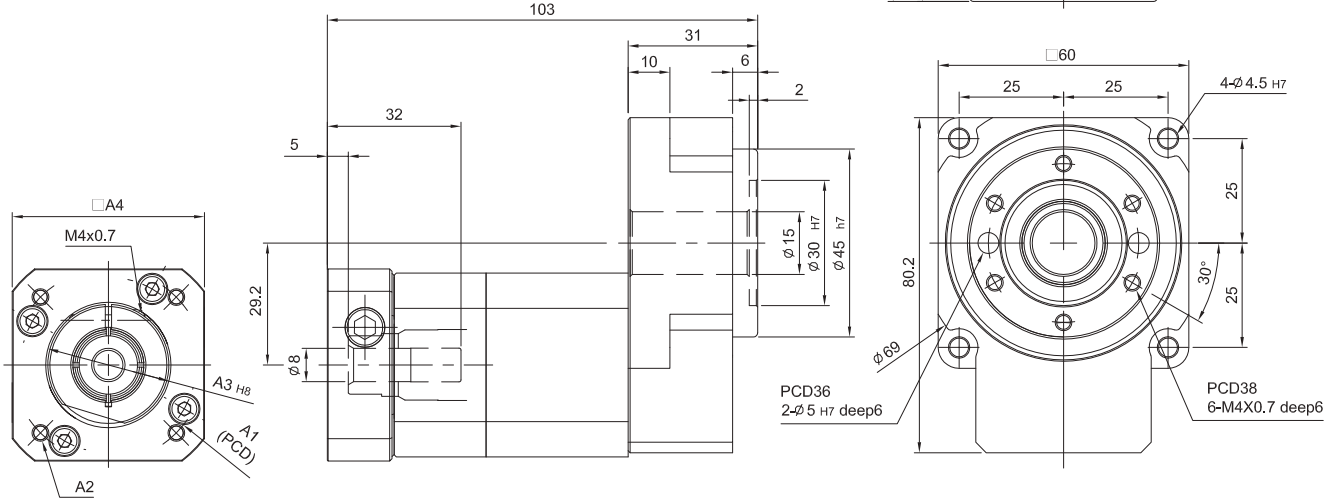 □A4
M4x0.7
A3 H8
A1
(PCD)
A2
103
31
10
6
2
32
5
29.2
Ø8
Ø15
Ø30 H7
Ø45 h7
□60
25
25
4-Ø4.5 H7
80.2
25
25
30°
Ø69
PCD36
2-Ø5 H7 deep6
PCD38
6-M4X0.7 deep6